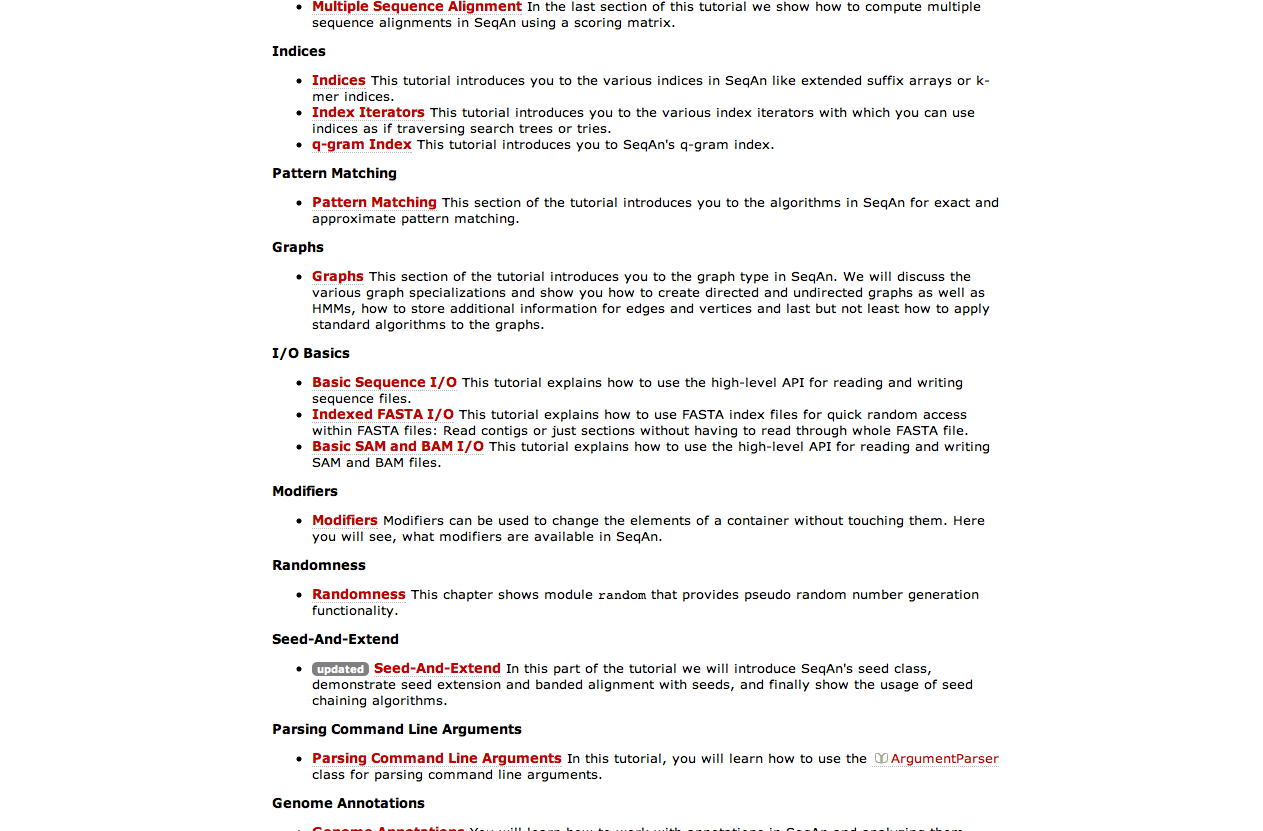 Multiple Sequence Alignment In the last section of this tutorial we show how to compute multiple
sequence alignments in SeqAn using a scoring matrix.
Indices
Indices This tutorial introduces you to the various indices in SeqAn like extended suffix arrays or k-
mer indices.
Index Iterators This tutorial introduces you to the various index iterators with which you can use
indices as if traversing search trees or tries.
q-gram Index This tutorial introduces you to SeqAn's q-gram index.
Pattern Matching
Pattern Matching This section of the tutorial introduces you to the algorithms in SeqAn for exact and
approximate pattern matching.
Graphs
Graphs This section of the tutorial introduces you to the graph type in SeqAn. We will discuss the
various graph specializations and show you how to create directed and undirected graphs as well as
HMMs, how to store additional information for edges and vertices and last but not least how to apply
standard algorithms to the graphs.
I/O Basics
Basic Sequence I/O This tutorial explains how to use the high-level API for reading and writing
sequence files.
Indexed FASTA I/O This tutorial explains how to use FASTA index files for quick random access
within FASTA files: Read contigs or just sections without having to read through whole FASTA file.
Basic SAM and BAM I/O This tutorial explains how to use the high-level API for reading and writing
SAM and BAM files.
Modifiers
Modifiers Modifiers can be used to change the elements of a container without touching them. Here
you will see, what modifiers are available in SeqAn.
Randomness
Randomness This chapter shows module random that provides pseudo random number generation
functionality.
Seed-And-Extend
updated Seed-And-Extend In this part of the tutorial we will introduce SeqAn's seed class,
demonstrate seed extension and banded alignment with seeds, and finally show the usage of seed
chaining algorithms.
Parsing Command Line Arguments
Parsing Command Line Arguments In this tutorial, you will learn how to use the ArgumentParser
class for parsing command line arguments.
Genome Annotations
Genome Annotations You will learn how to work with annotations in SeqAn and analyzing them,